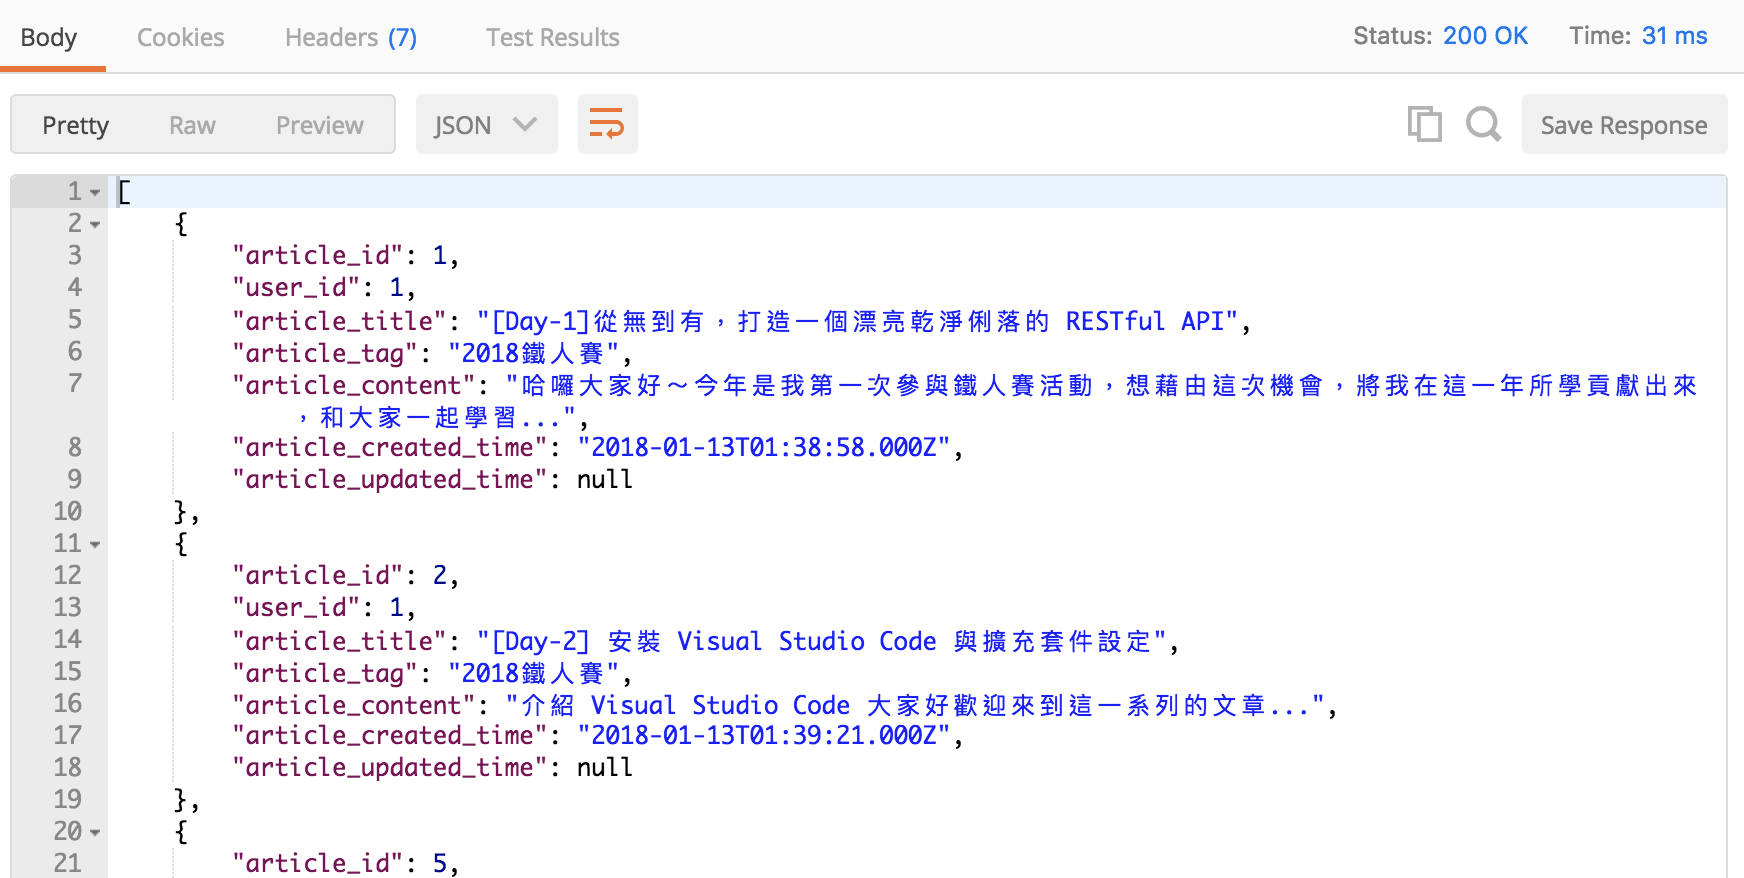 Body Cookies Headers (7) Test Results Status: 200 OK Time: 31 ms
Pretty Raw Preview JSON Save Response
1 [
2 {
3 "article_id": 1,
4 "user_id": 1,
5 "article_title": "[Day-1]從無到有，打造一個漂亮乾淨俐落的 RESTful API",
6 "article_tag": "2018鐵人賽",
7 "article_content": "哈囉大家好～今年是我第一次參與鐵人賽活動，想藉由這次機會，將我在這一年所學貢獻出來
，和大家一起學習...",
8 "article_created_time": "2018-01-13T01:38:58.000Z",
9 "article_updated_time": null
10 },
11 {
12 "article_id": 2,
13 "user_id": 1,
14 "article_title": "[Day-2] 安裝 Visual Studio Code 與擴充套件設定",
15 "article_tag": "2018鐵人賽",
16 "article_content": "介紹 Visual Studio Code 大家好歡迎來到這一系列的文章...",
17 "article_created_time": "2018-01-13T01:39:21.000Z",
18 "article_updated_time": null
19 },
20 {
21 "article_id": 5,